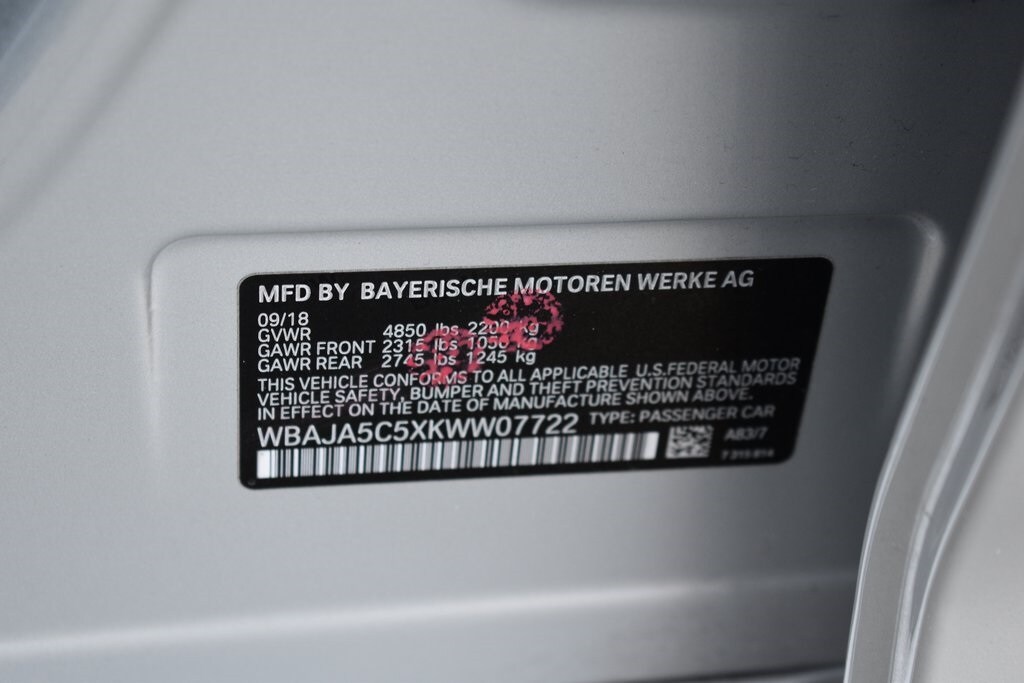 MFD BY BAYERISCHE MOTOREN WERKE AG
09/18
GVWR 4850 lbs 2200 kg
GAWR FRONT 2315 lbs 1050 kg
GAWR REAR 2745 lbs 1245 kg
THIS VEHICLE CONFORMS TO ALL APPLICABLE U.S.FEDERAL MOTOR
VEHICLE SAFETY, BUMPER AND THEFT PREVENTION STANDARDS
IN EFFECT ON THE DATE OF MANUFACTURE SHOWN ABOVE.
WBAJA5C5XKWW07722 TYPE: PASSENGER CAR
A83/7